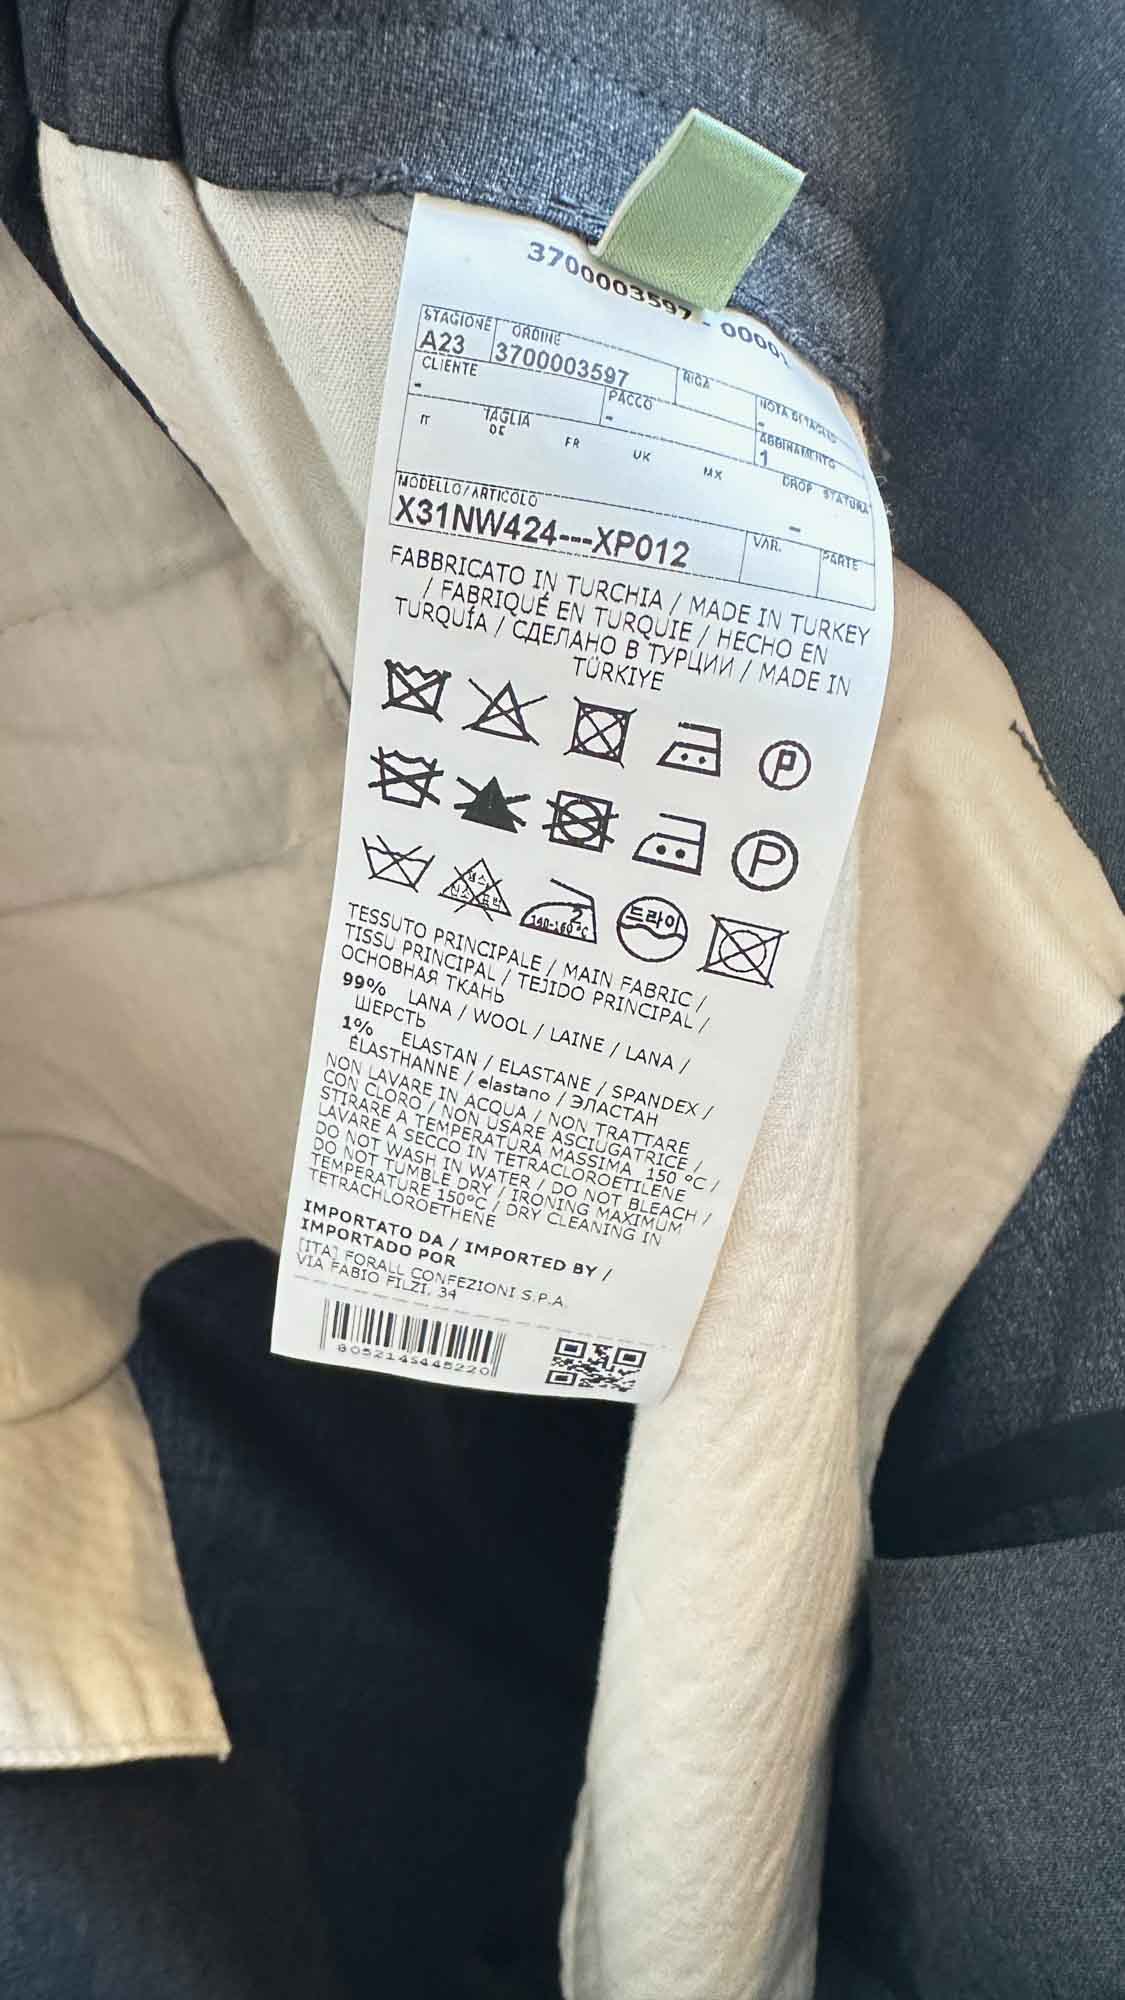 3700003597 - 0000
STAGIONE ORDINE RIGA NOTA DI TAGLIO
A23 3700003597 -
CLIENTE PACCO ABBINAMENTO
- - 1
TAGLIA DROP STATURA
IT DE FR UK MX
-
MODELLO/ARTICOLO VAR. PARTE
X31NW424---XP012
FABBRICATO IN TURCHIA / MADE IN TURKEY
/ FABRIQUÉ EN TURQUIE / HECHO EN
TURQUÍA / СДЕЛАНО В ТУРЦИИ / MADE IN
TÜRKIYE
P
P
140-160°C 2 드라이
TESSUTO PRINCIPALE / MAIN FABRIC /
TISSU PRINCIPAL / TEJIDO PRINCIPAL /
ОСНОВНАЯ ТКАНЬ
99% LANA / WOOL / LAINE / LANA /
ШЕРСТЬ
1% ELASTAN / ELASTANE / SPANDEX /
ÉLASTHANNE / elastano / ЭЛАСТАН
NON LAVARE IN ACQUA / NON TRATTARE
CON CLORO / NON USARE ASCIUGATRICE /
STIRARE A TEMPERATURA MASSIMA 150 °C /
LAVARE A SECCO IN TETRACLOROETILENE
DO NOT WASH IN WATER / DO NOT BLEACH /
DO NOT TUMBLE DRY / IRONING MAXIMUM
TEMPERATURE 150°C / DRY CLEANING IN
TETRACHLOROETHENE
IMPORTATO DA / IMPORTED BY /
IMPORTADO POR
[ITA] FORALL CONFEZIONI S.P.A.
VIA FABIO FILZI, 34